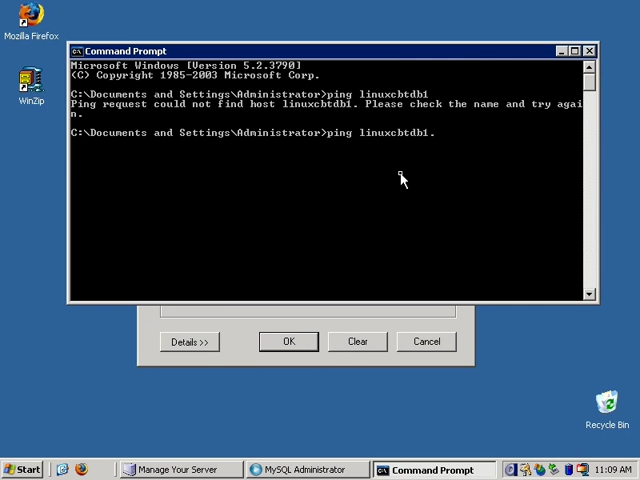 Mozilla Firefox
WinZip
Command Prompt
Microsoft Windows [Version 5.2.3790]
(C) Copyright 1985-2003 Microsoft Corp.
C:\Documents and Settings\Administrator>ping linuxcbtdb1
Ping request could not find host linuxcbtdb1. Please check the name and try agai
n.
C:\Documents and Settings\Administrator>ping linuxcbtdb1.
Details >>
OK
Clear
Cancel
Recycle Bin
Start
Manage Your Server
MySQL Administrator
Command Prompt
11:09 AM